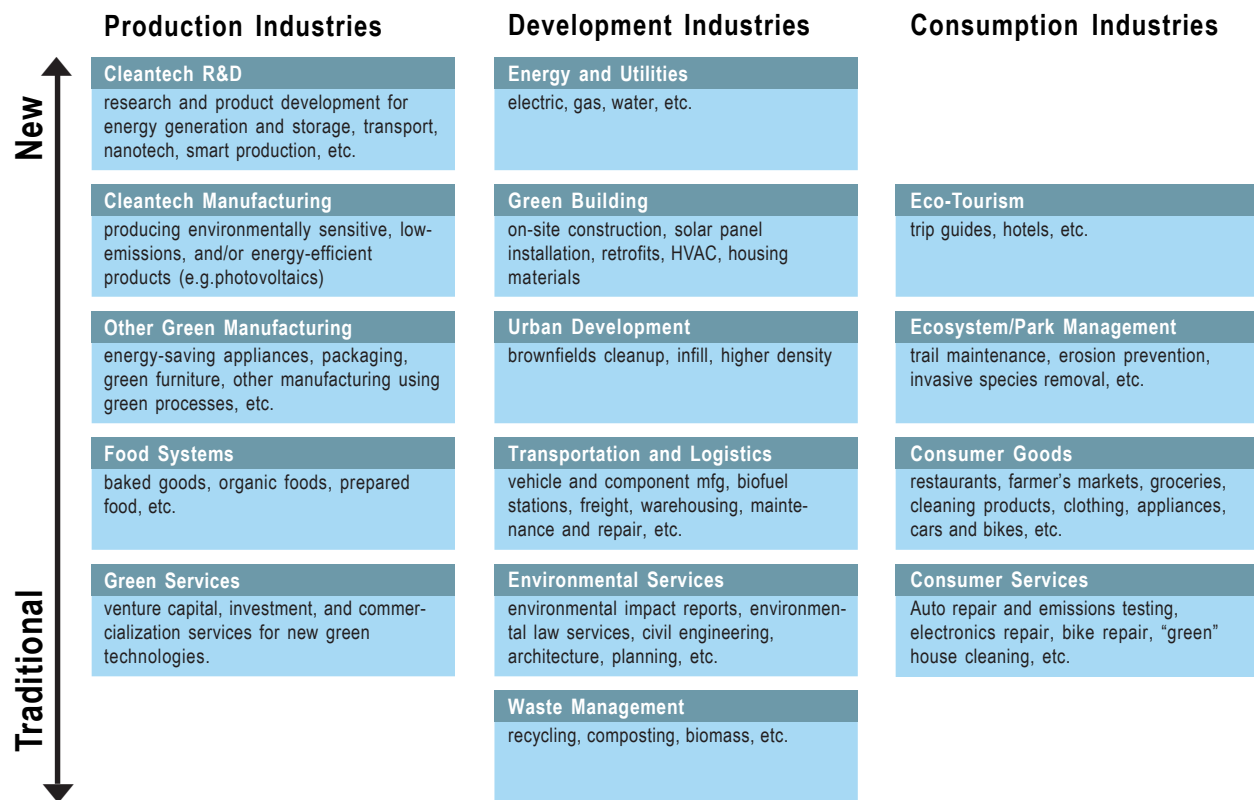 Production Industries
Development Industries
Consumption Industries
New
Traditional
Cleantech R&D
research and product development for
energy generation and storage, transport,
nanotech, smart production, etc.
Cleantech Manufacturing
producing environmentally sensitive, low-
emissions, and/or energy-efficient
products (e.g.photovoltaics)
Other Green Manufacturing
energy-saving appliances, packaging,
green furniture, other manufacturing using
green processes, etc.
Food Systems
baked goods, organic foods, prepared
food, etc.
Green Services
venture capital, investment, and commer-
cialization services for new green
technologies.
Energy and Utilities
electric, gas, water, etc.
Green Building
on-site construction, solar panel
installation, retrofits, HVAC, housing
materials
Urban Development
brownfields cleanup, infill, higher density
Transportation and Logistics
vehicle and component mfg, biofuel
stations, freight, warehousing, mainte-
nance and repair, etc.
Environmental Services
environmental impact reports, environmen-
tal law services, civil engineering,
architecture, planning, etc.
Waste Management
recycling, composting, biomass, etc.
Eco-Tourism
trip guides, hotels, etc.
Ecosystem/Park Management
trail maintenance, erosion prevention,
invasive species removal, etc.
Consumer Goods
restaurants, farmer’s markets, groceries,
cleaning products, clothing, appliances,
cars and bikes, etc.
Consumer Services
Auto repair and emissions testing,
electronics repair, bike repair, “green”
house cleaning, etc.